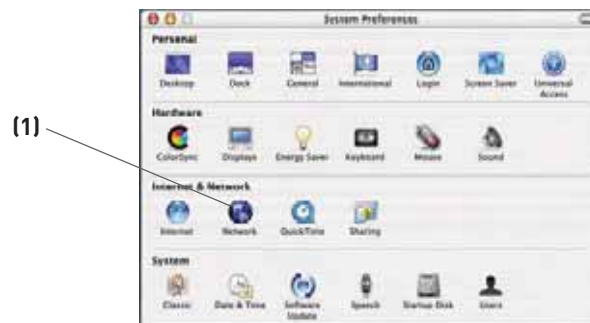 System Preferences
Personal
Desktop Dock General International Login Screen Saver Universal Access
Hardware
(1)
ColorSync Displays Energy Saver Keyboard Mouse Sound
Internet & Network
Internet Network QuickTime Sharing
System
Classic Date & Time Software Update Speech Startup Disk Users